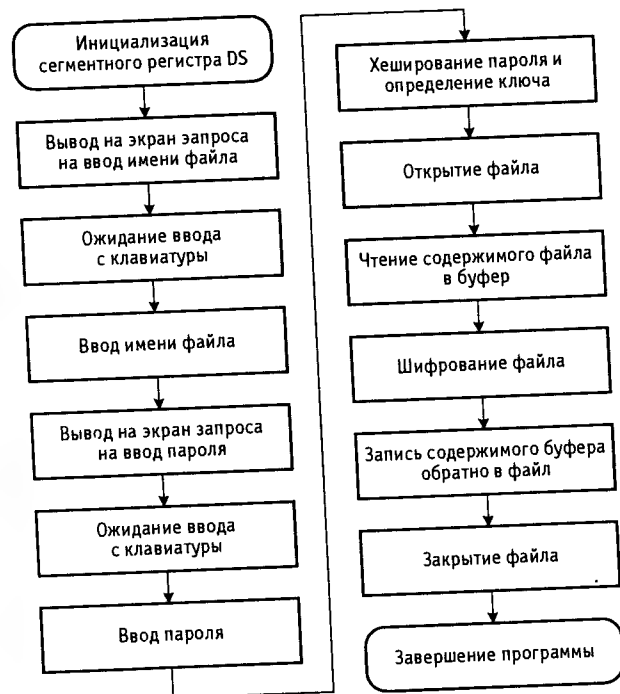 Инициализация
сегментного регистра DS
Вывод на экран запроса
на ввод имени файла
Ожидание ввода
с клавиатуры
Ввод имени файла
Вывод на экран запроса
на ввод пароля
Ожидание ввода
с клавиатуры
Ввод пароля
Хеширование пароля и
определение ключа
Открытие файла
Чтение содержимого файла
в буфер
Шифрование файла
Запись содержимого буфера
обратно в файл
Закрытие файла
Завершение программы